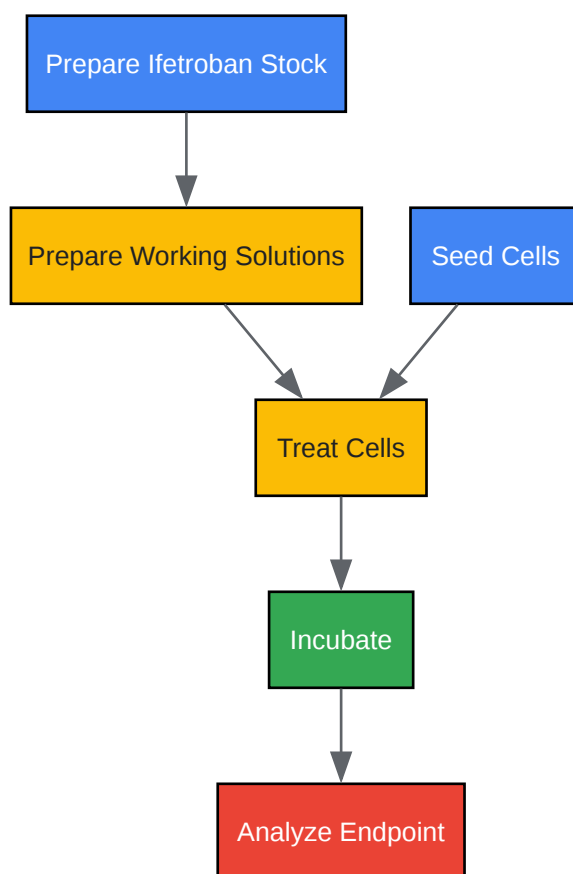 Prepare Ifetroban Stock
Prepare Working Solutions
Seed Cells
Treat Cells
Incubate
Analyze Endpoint